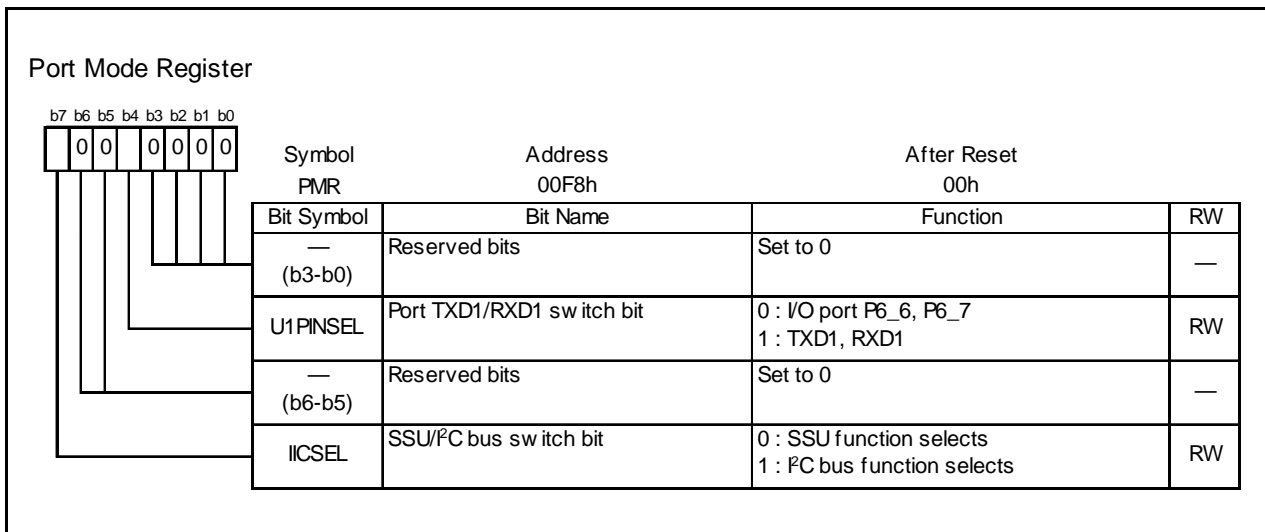 Port Mode Register
b7 b6 b5 b4 b3 b2 b1 b0
0 0 0 0 0 0
Symbol Address After Reset
PMR 00F8h 00h
Bit Symbol Bit Name Function RW
— (b3-b0) Reserved bits Set to 0 —
U1PINSEL Port TXD1/RXD1 switch bit 0 : I/O port P6_6, P6_7
1 : TXD1, RXD1 RW
— (b6-b5) Reserved bits Set to 0 —
IICSEL SSU/I²C bus switch bit 0 : SSU function selects
1 : I²C bus function selects RW